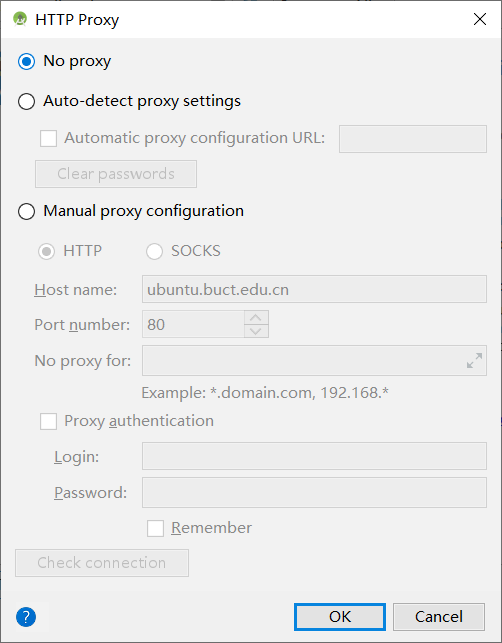 HTTP Proxy
No proxy
Auto-detect proxy settings
Automatic proxy configuration URL:
Clear passwords
Manual proxy configuration
HTTP SOCKS
Host name: ubuntu.buct.edu.cn
Port number: 80
No proxy for:
Example: *.domain.com, 192.168.*
Proxy authentication
Login:
Password:
Remember
Check connection
? OK Cancel